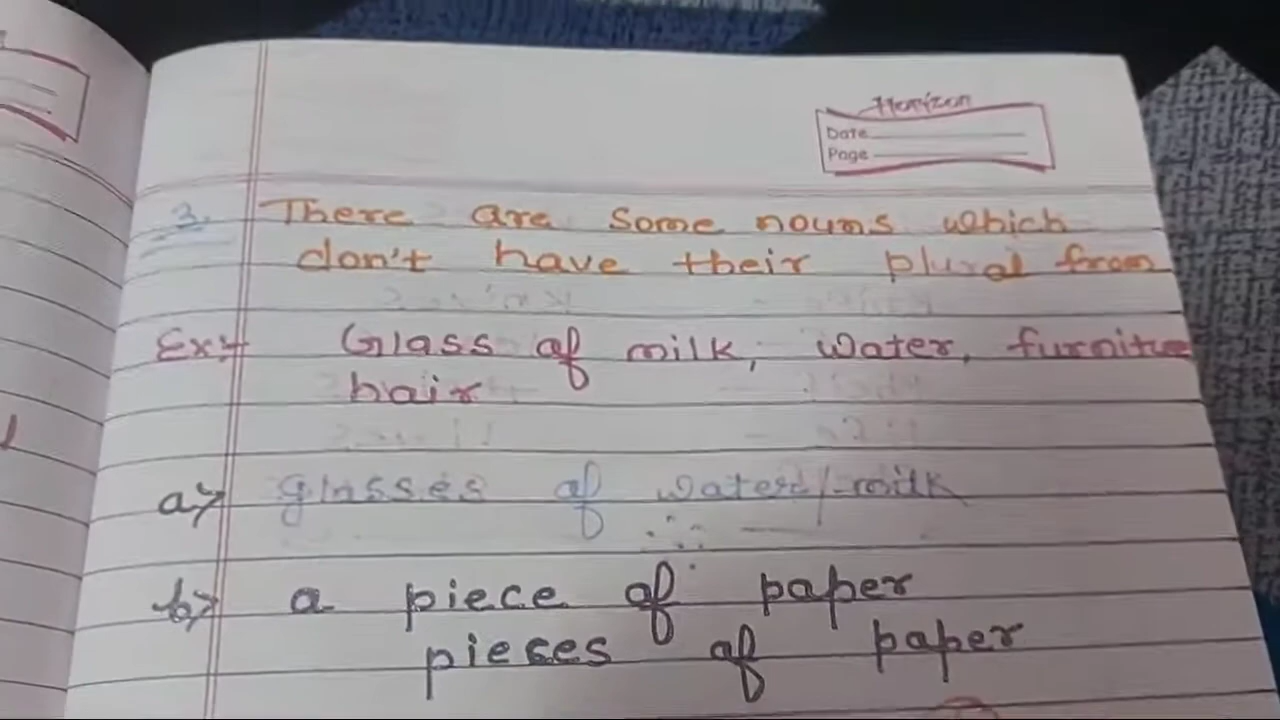 Horizon
Date
Page
3. There are some nouns which
don't have their plural from
Ex:- Glass of milk, water, furniture
hair
a> glasses of water/milk
b> a piece of paper
pieses of paper